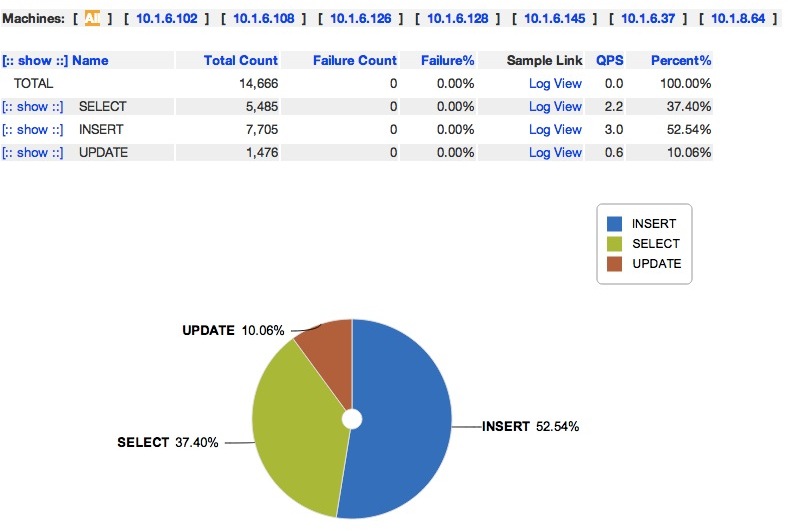 Machines: [ All ] [ 10.1.6.102 ] [ 10.1.6.108 ] [ 10.1.6.126 ] [ 10.1.6.128 ] [ 10.1.6.145 ] [ 10.1.6.37 ] [ 10.1.8.64 ]
[:: show ::] Name Total Count Failure Count Failure% Sample Link QPS Percent%
TOTAL 14,666 0 0.00% Log View 0.0 100.00%
[:: show ::] SELECT 5,485 0 0.00% Log View 2.2 37.40%
[:: show ::] INSERT 7,705 0 0.00% Log View 3.0 52.54%
[:: show ::] UPDATE 1,476 0 0.00% Log View 0.6 10.06%
INSERT
SELECT
UPDATE
UPDATE 10.06%
INSERT 52.54%
SELECT 37.40%